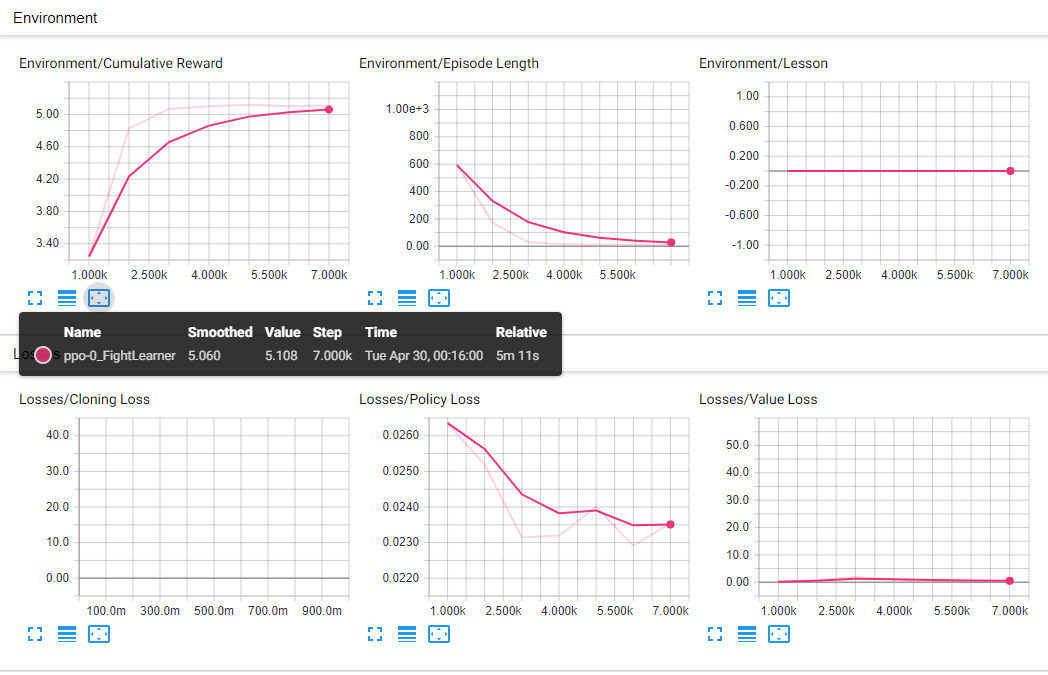 Environment
Environment/Cumulative Reward
5.00
4.60
4.20
3.80
3.40
1.000k 2.500k 4.000k 5.500k 7.000k
Environment/Episode Length
1.00e+3
800
600
400
200
0.00
1.000k 2.500k 4.000k 5.500k
Environment/Lesson
1.00
0.600
0.200
-0.200
-0.600
-1.00
1.000k 2.500k 4.000k 5.500k 7.000k
Name Smoothed Value Step Time Relative
ppo-0_FightLearner 5.060 5.108 7.000k Tue Apr 30, 00:16:00 5m 11s
Losses/Cloning Loss
40.0
30.0
20.0
10.0
0.00
100.0m 300.0m 500.0m 700.0m 900.0m
Losses/Policy Loss
0.0260
0.0250
0.0240
0.0230
0.0220
1.000k 2.500k 4.000k 5.500k 7.000k
Losses/Value Loss
50.0
40.0
30.0
20.0
10.0
0.00
1.000k 2.500k 4.000k 5.500k 7.000k